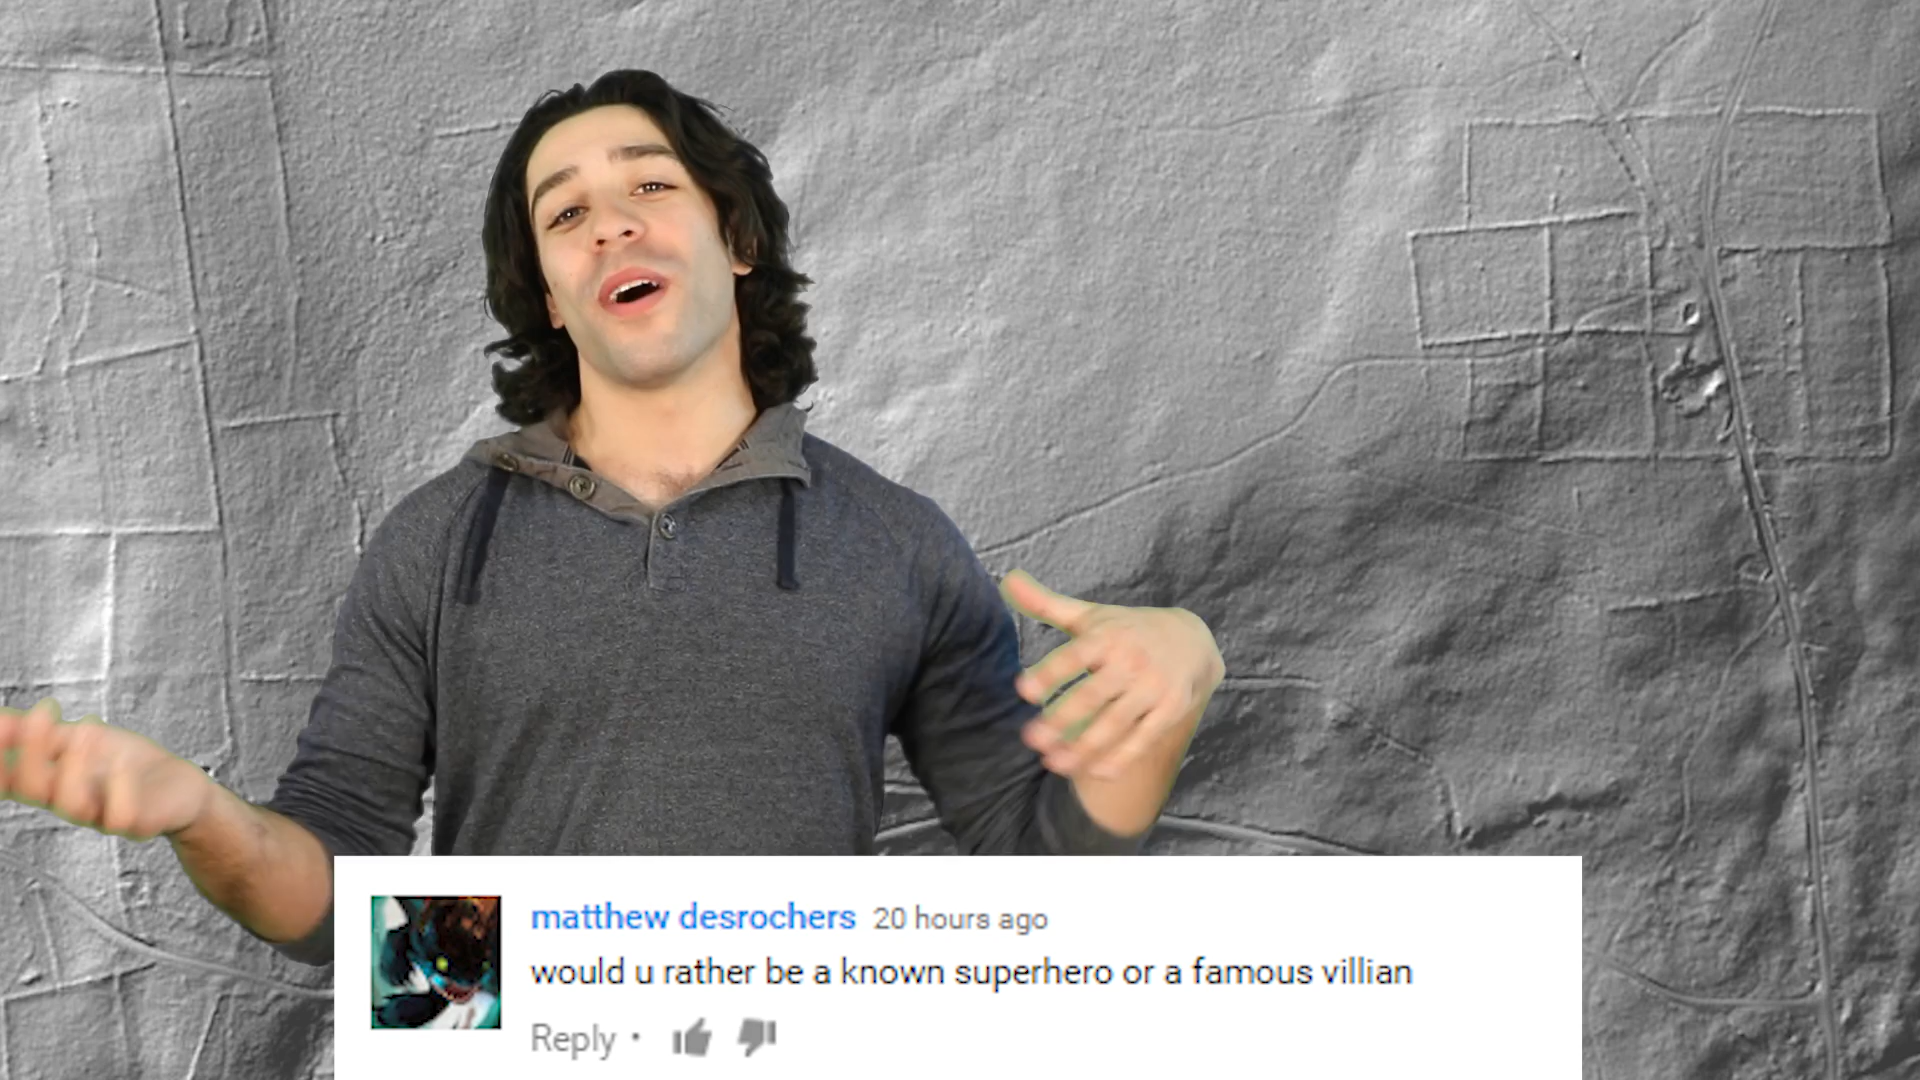 matthew desrochers 20 hours ago
would u rather be a known superhero or a famous villian
Reply •